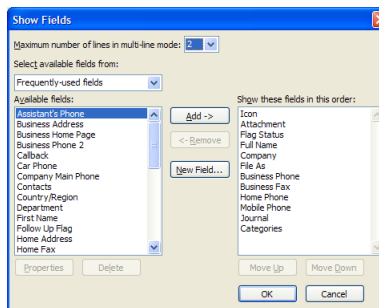 Show Fields
Maximum number of lines in multi-line mode: 2
Select available fields from:
Frequently-used fields
Available fields:
Assistant's Phone
Business Address
Business Home Page
Business Phone 2
Callback
Car Phone
Company Main Phone
Contacts
Country/Region
Department
First Name
Follow Up Flag
Home Address
Home Fax
Add ->
<- Remove
New Field...
Show these fields in this order:
Icon
Attachment
Flag Status
Full Name
Company
File As
Business Phone
Business Fax
Home Phone
Mobile Phone
Journal
Categories
Properties
Delete
Move Up
Move Down
OK
Cancel